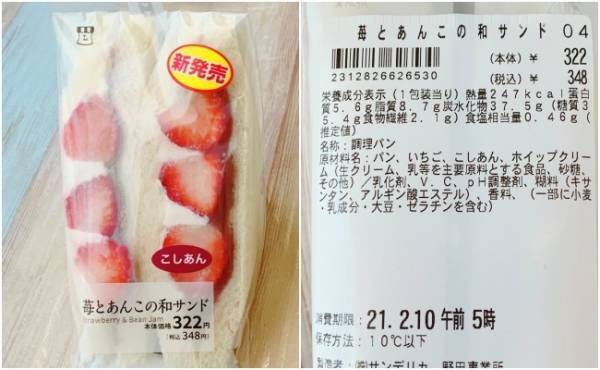 新発売
こしあん
苺とあんこの和サンド
Strawberry & Bean Jam
本体価格322円
(税込348円)
苺とあんこの和サンド 04
(本体)¥ 322
2312826626530 (税込)¥ 348
栄養成分表示(1包装当り)熱量247kcal蛋白
質5.6g脂質8.7g炭水化物37.5g(糖質3
5.4g食物繊維2.1g)食塩相当量0.46g(
推定値)
名称:調理パン
原材料名:パン、いちご、こしあん、ホイップクリー
ム(生クリーム、乳等を主要原料とする食品、砂糖、
その他)/乳化剤、V.C、pH調整剤、糊料(キサ
ンタン、アルギン酸エステル)、香料、(一部に小麦
・乳成分・大豆・ゼラチンを含む)
消費期限:21.2.10午前5時
保存方法:10℃以下
製造者:㈱サンデリカ 野田事業所